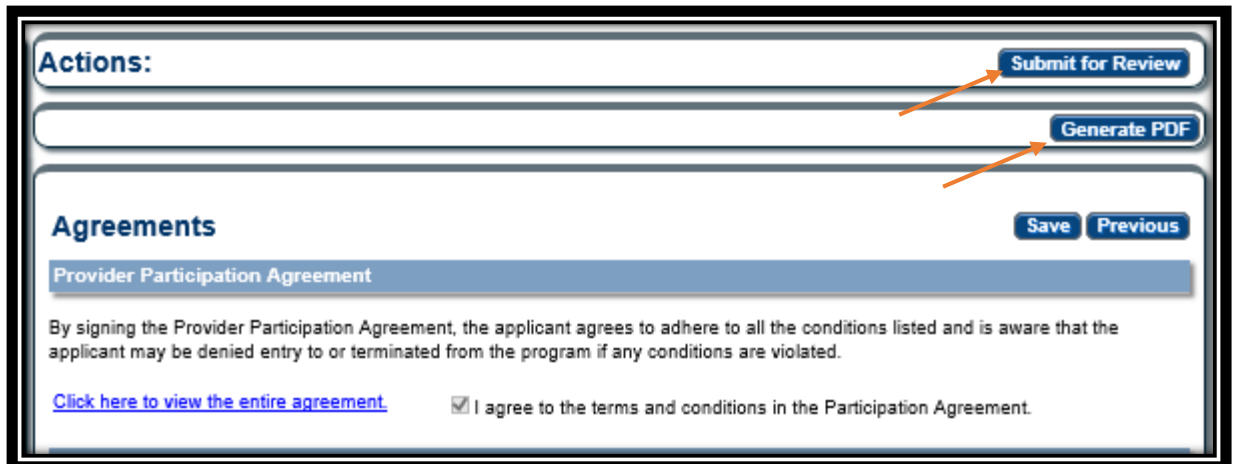 Actions:
Submit for Review
Generate PDF
Agreements
Save Previous
Provider Participation Agreement
By signing the Provider Participation Agreement, the applicant agrees to adhere to all the conditions listed and is aware that the
applicant may be denied entry to or terminated from the program if any conditions are violated.
Click here to view the entire agreement. I agree to the terms and conditions in the Participation Agreement.